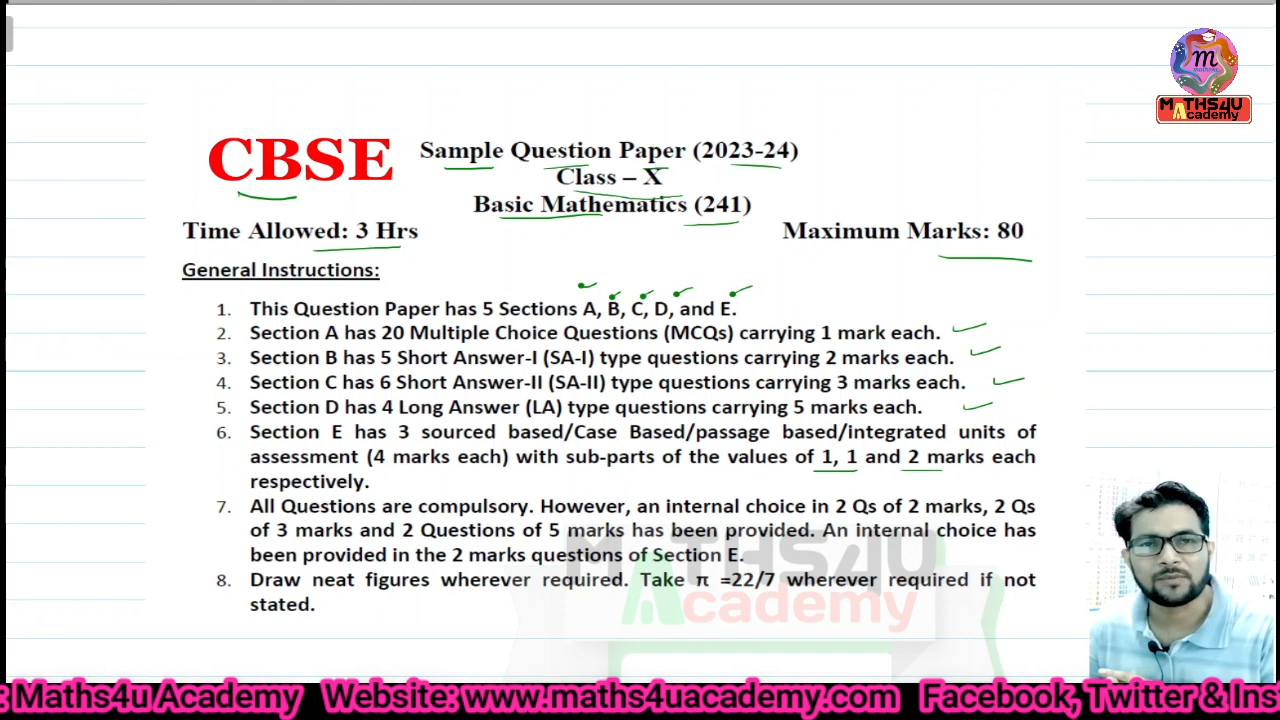 m
MATHS4U
Academy
CBSE
Sample Question Paper (2023-24)
Class – X
Basic Mathematics (241)
Time Allowed: 3 Hrs
Maximum Marks: 80
General Instructions:
1. This Question Paper has 5 Sections A, B, C, D, and E.
2. Section A has 20 Multiple Choice Questions (MCQs) carrying 1 mark each.
3. Section B has 5 Short Answer-I (SA-I) type questions carrying 2 marks each.
4. Section C has 6 Short Answer-II (SA-II) type questions carrying 3 marks each.
5. Section D has 4 Long Answer (LA) type questions carrying 5 marks each.
6. Section E has 3 sourced based/Case Based/passage based/integrated units of
assessment (4 marks each) with sub-parts of the values of 1, 1 and 2 marks each
respectively.
7. All Questions are compulsory. However, an internal choice in 2 Qs of 2 marks, 2 Qs
of 3 marks and 2 Questions of 5 marks has been provided. An internal choice has
been provided in the 2 marks questions of Section E.
8. Draw neat figures wherever required. Take π =22/7 wherever required if not
stated.
MATHS4U
Academy
: Maths4u Academy Website: www.maths4uacademy.com Facebook, Twitter & Ins